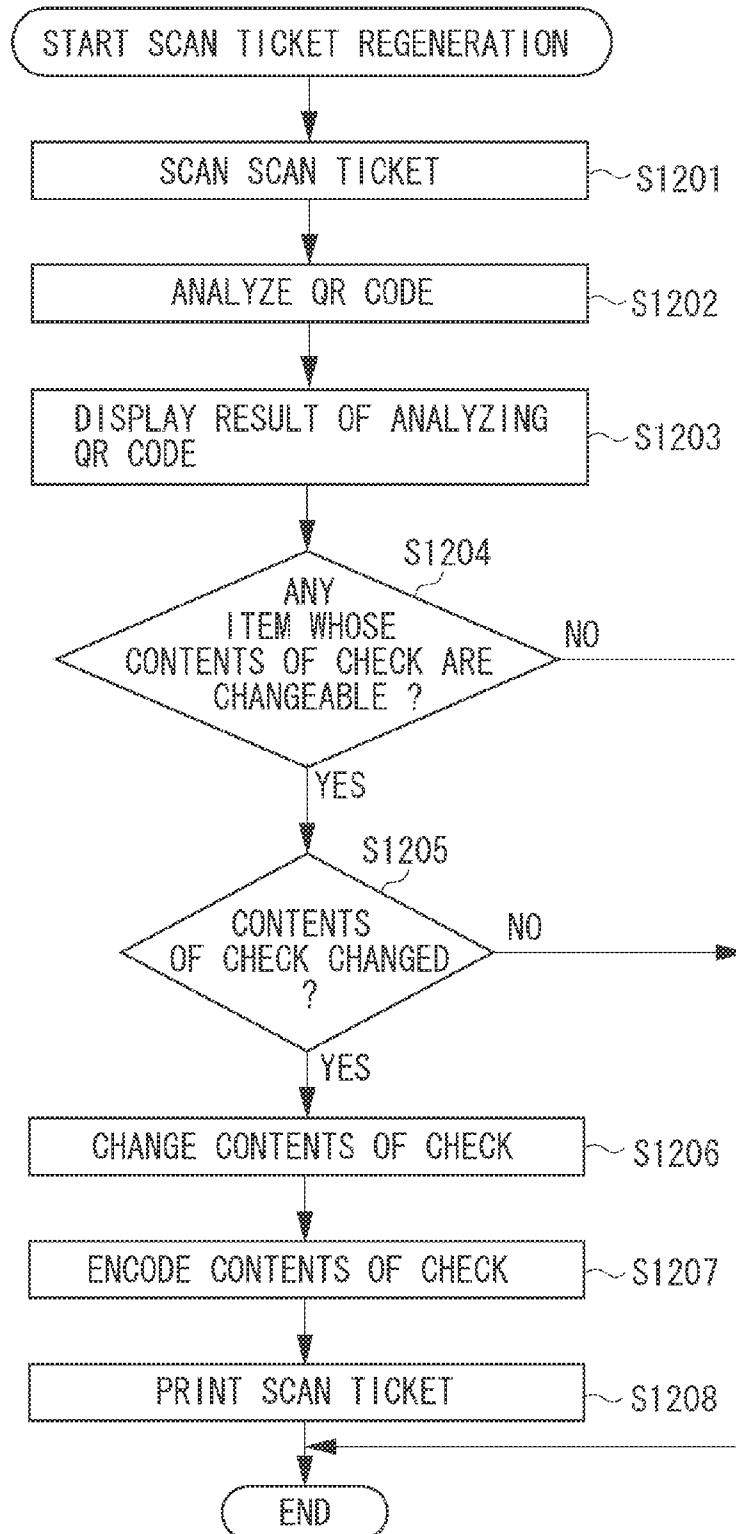 START SCAN TICKET REGENERATION
SCAN SCAN TICKET
S1201
ANALYZE QR CODE
S1202
DISPLAY RESULT OF ANALYZING
QR CODE
S1203
S1204
ANY
ITEM WHOSE
CONTENTS OF CHECK ARE
CHANGEABLE ?
NO
YES
S1205
CONTENTS
OF CHECK CHANGED
?
NO
YES
CHANGE CONTENTS OF CHECK
S1206
ENCODE CONTENTS OF CHECK
S1207
PRINT SCAN TICKET
S1208
END